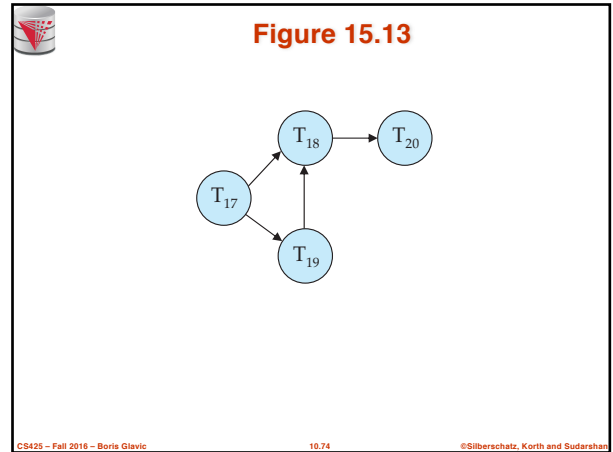 Figure 15.13
T18
T20
T17
T19
CS425 – Fall 2016 – Boris Glavic
10.74
©Silberschatz, Korth and Sudarshan